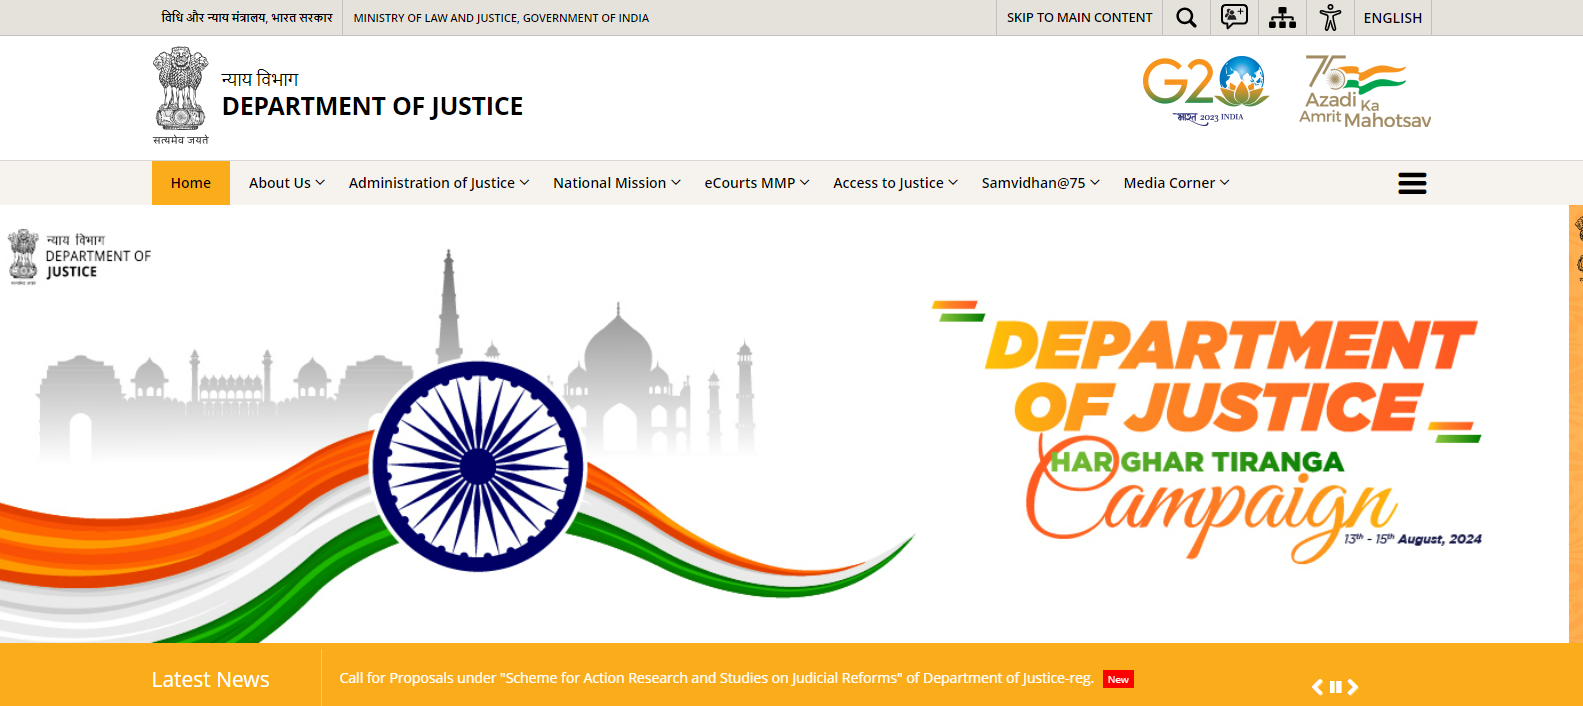 विधि और न्याय मंत्रालय, भारत सरकार
MINISTRY OF LAW AND JUSTICE, GOVERNMENT OF INDIA
SKIP TO MAIN CONTENT
ENGLISH
सत्यमेव जयते
न्याय विभाग
DEPARTMENT OF JUSTICE
G20
भारत 2023 INDIA
75
Azadi Ka
Amrit Mahotsav
Home
About Us
Administration of Justice
National Mission
eCourts MMP
Access to Justice
Samvidhan@75
Media Corner
न्याय विभाग
DEPARTMENT OF
JUSTICE
DEPARTMENT
OF JUSTICE
HAR GHAR TIRANGA
Campaign
13th - 15th August, 2024
Latest News
Call for Proposals under "Scheme for Action Research and Studies on Judicial Reforms" of Department of Justice-reg.
New